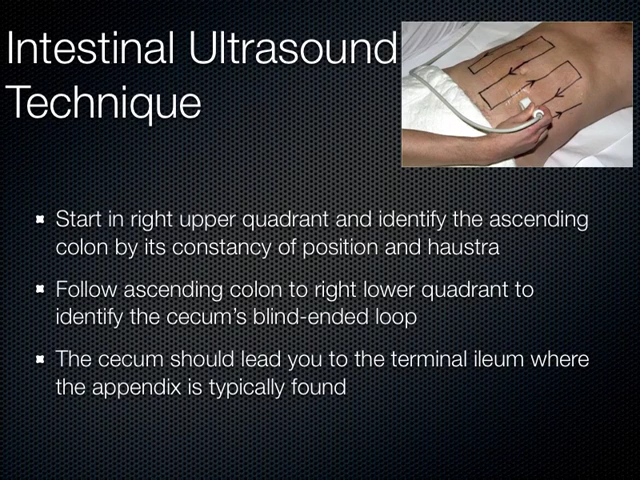 Intestinal Ultrasound
Technique
Start in right upper quadrant and identify the ascending
colon by its constancy of position and haustra
Follow ascending colon to right lower quadrant to
identify the cecum's blind-ended loop
The cecum should lead you to the terminal ileum where
the appendix is typically found